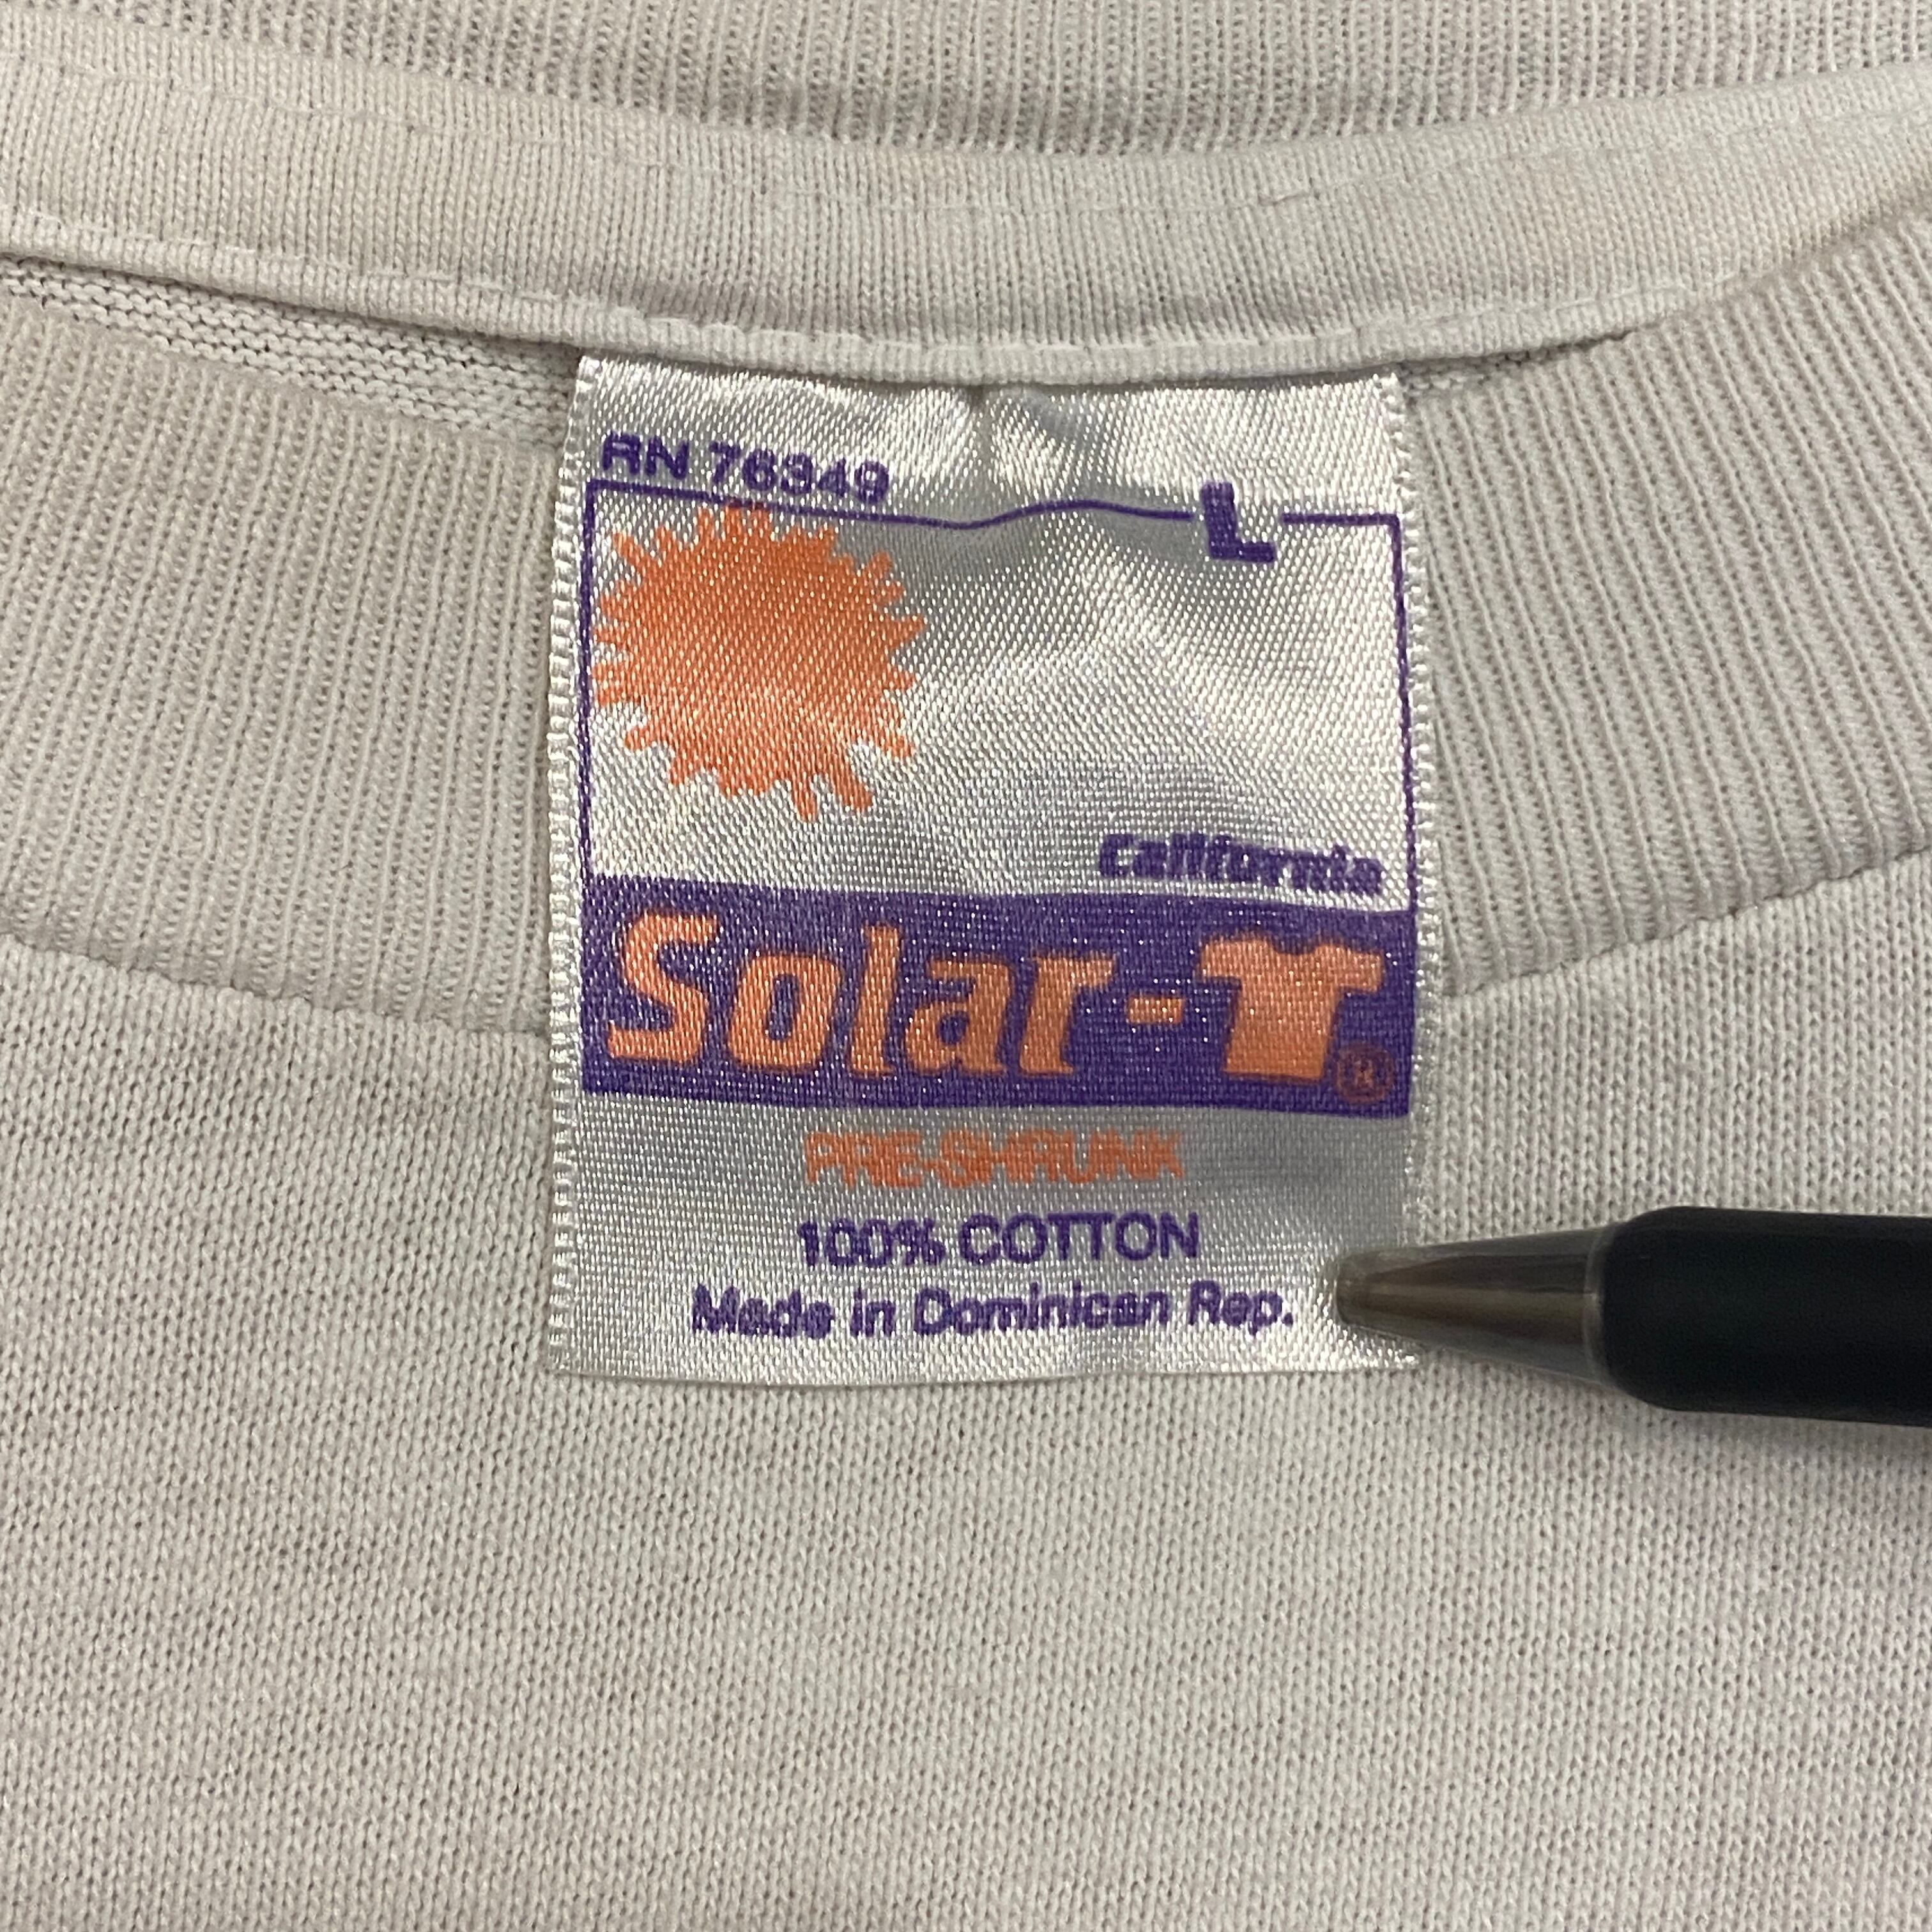 RN 76349
L
California
Solar-T®
PRE-SHRUNK
100% COTTON
Made in Dominican Rep.